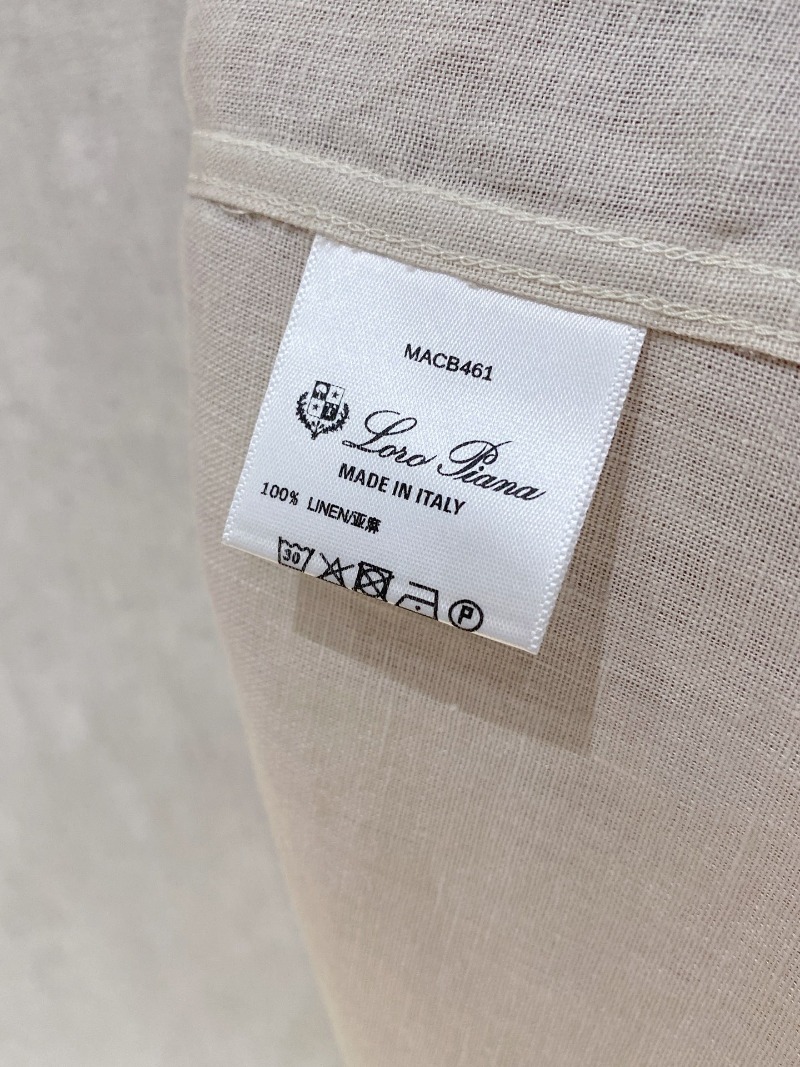 MACB461
Loro Piana
MADE IN ITALY
100% LINEN/亚麻
30
P